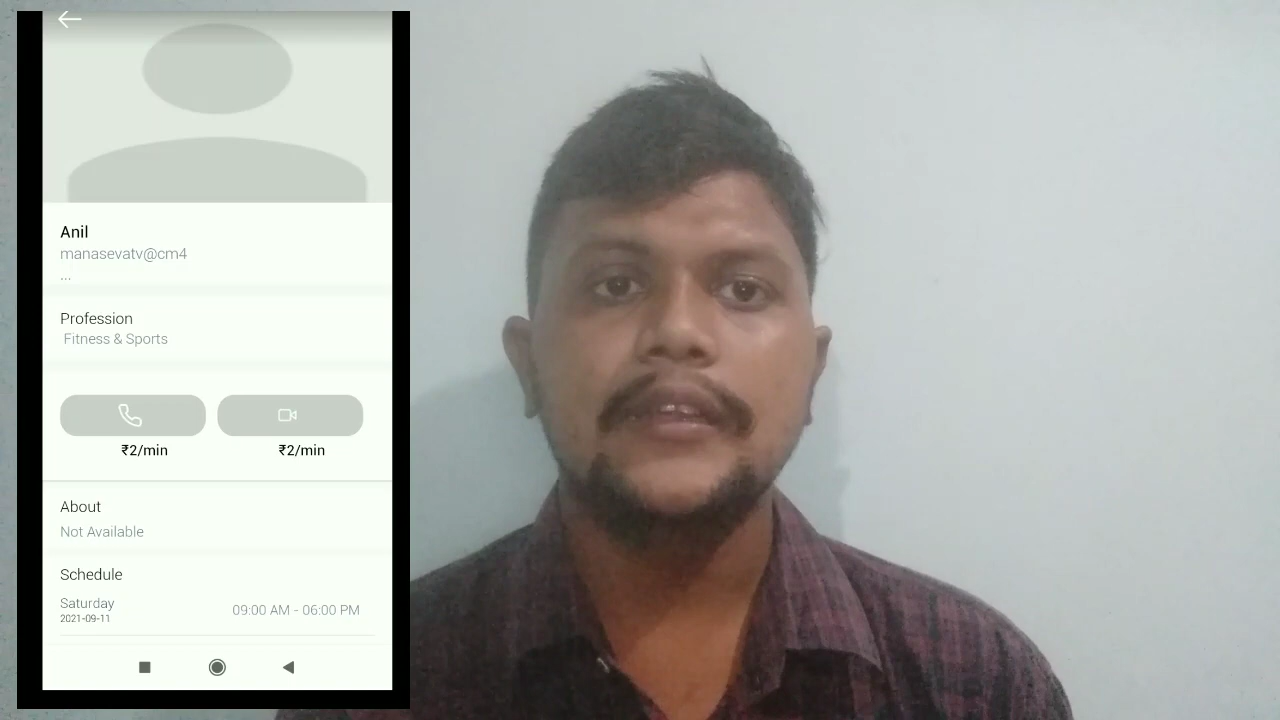 Anil
manasevatv@cm4
...
Profession
Fitness & Sports
₹2/min ₹2/min
About
Not Available
Schedule
Saturday 09:00 AM - 06:00 PM
2021-09-11